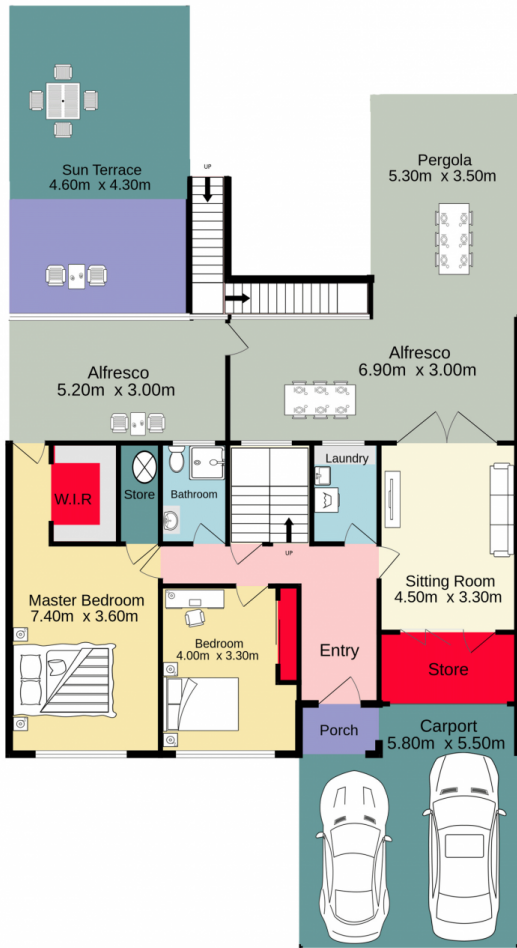 UP
Sun Terrace
4.60m x 4.30m
Pergola
5.30m x 3.50m
Alfresco
5.20m x 3.00m
Alfresco
6.90m x 3.00m
W.I.R
Store
Bathroom
Laundry
UP
Master Bedroom
7.40m x 3.60m
Bedroom
4.00m x 3.30m
Entry
Sitting Room
4.50m x 3.30m
Store
Porch
Carport
5.80m x 5.50m